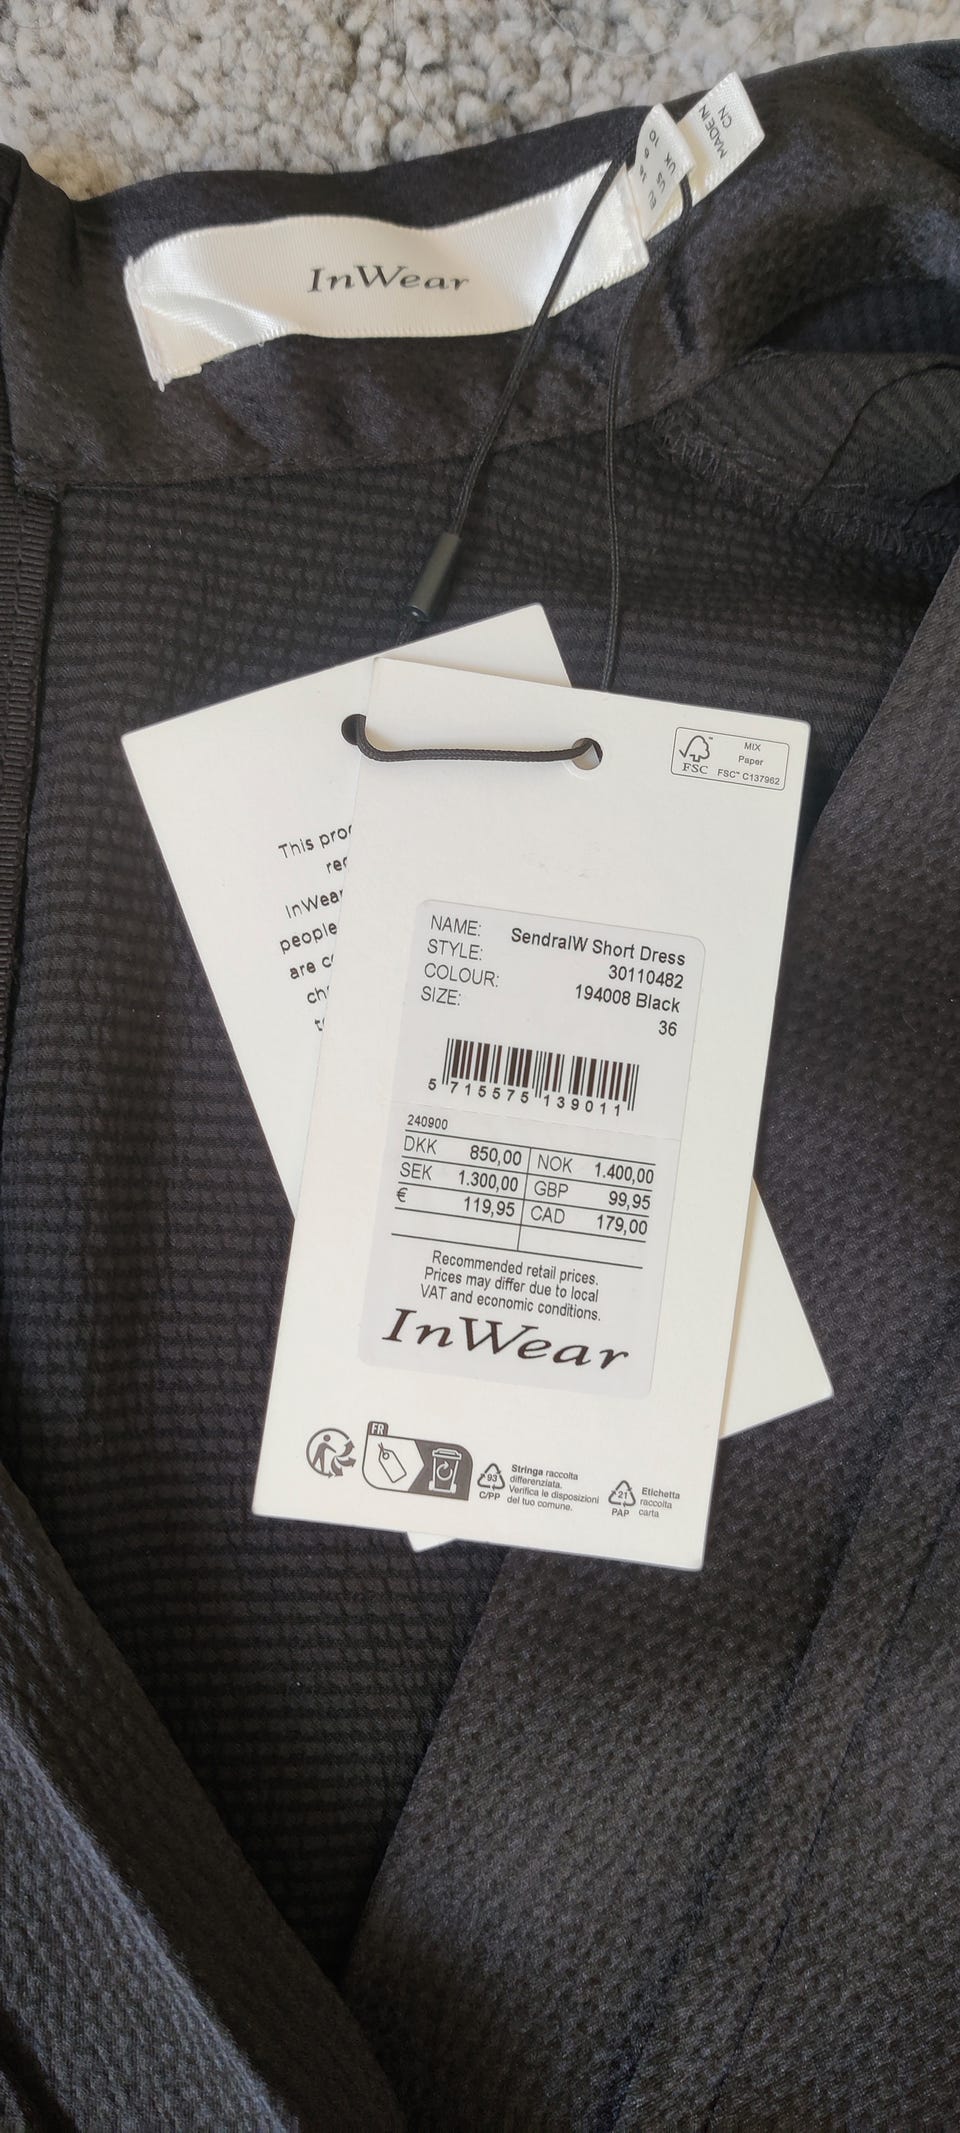 MADE IN
CN
EU 36
US 6
UK 10
InWear
This
InWear
people
are
MIX
Paper
FSC™ C137962
FSC
NAME: SendraIW Short Dress
STYLE: 30110482
COLOUR: 194008 Black
SIZE: 36
5 715575 139011
240900
DKK 850,00 NOK 1.400,00
SEK 1.300,00 GBP 99,95
€ 119,95 CAD 179,00
Recommended retail prices.
Prices may differ due to local
VAT and economic conditions.
InWear
FR
93
C/PP
Stringa raccolta
differenziata.
Verifica le disposizioni
del tuo comune.
21
PAP
Etichetta
raccolta
carta